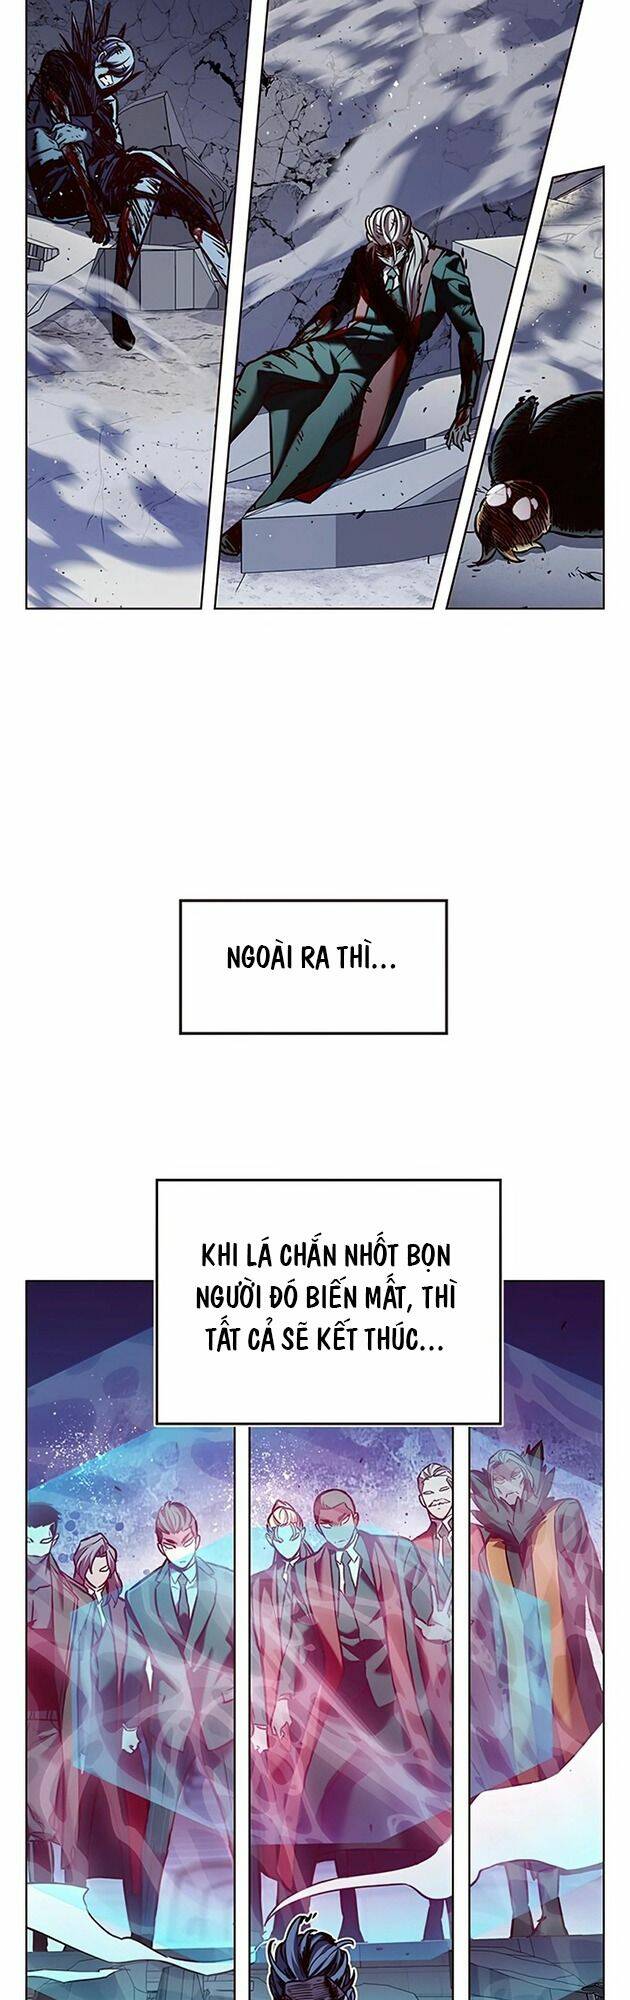 NGOÀI RA THÌ...
KHI LÁ CHẮN NHỐT BỌN
NGƯỜI ĐÓ BIẾN MẤT, THÌ
TẤT CẢ SẼ KẾT THÚC...